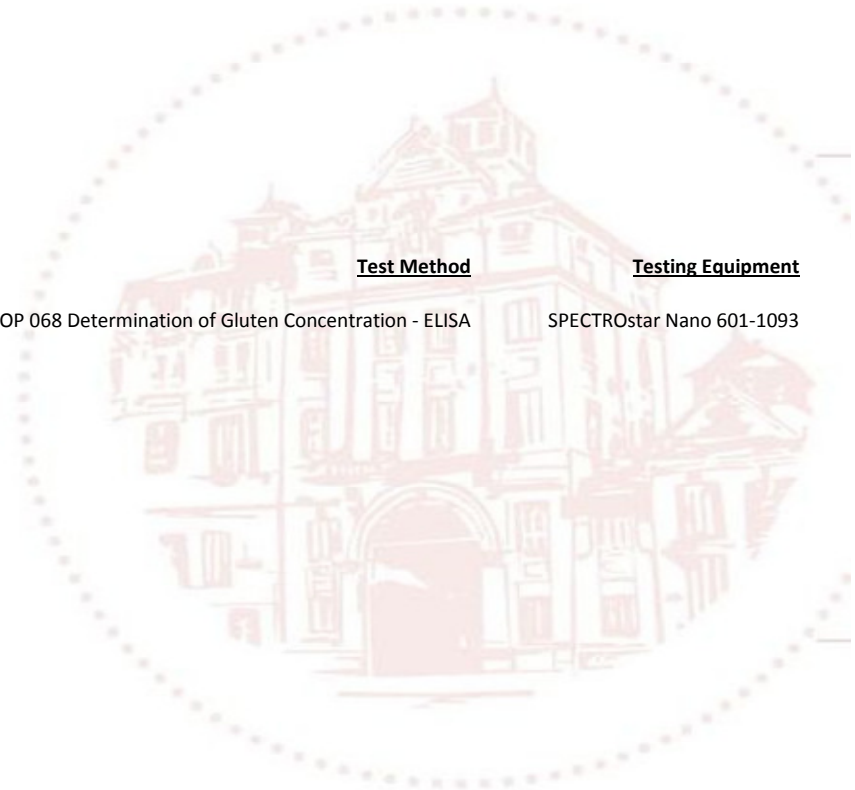 Test Method Testing Equipment
OP 068 Determination of Gluten Concentration - ELISA SPECTROstar Nano 601-1093